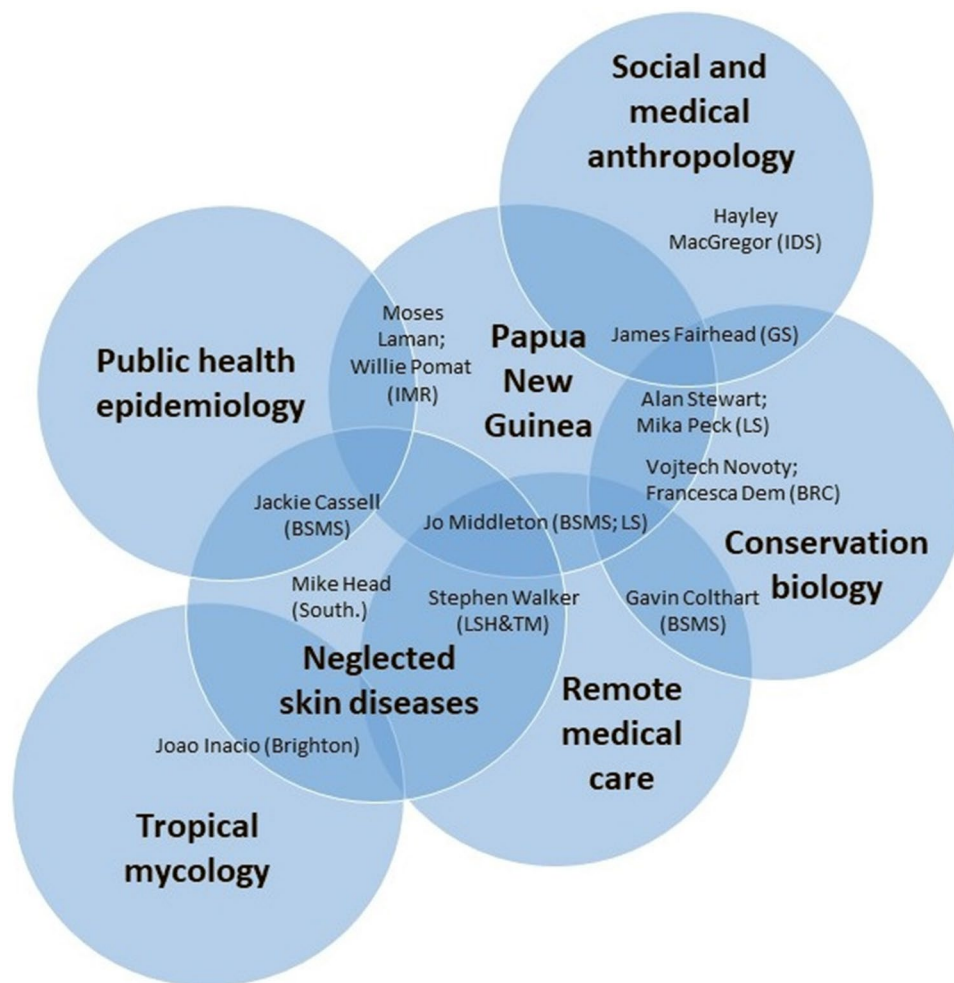 Social and
medical
anthropology
Hayley
MacGregor (IDS)
Public health
epidemiology
Moses
Laman;
Willie Pomat
(IMR)
Papua
New
Guinea
James Fairhead (GS)
Alan Stewart;
Mika Peck (LS)
Vojtech Novoty;
Francesca Dem (BRC)
Conservation
biology
Jackie Cassell
(BSMS)
Jo Middleton (BSMS; LS)
Mike Head
(South.)
Stephen Walker
(LSH&TM)
Gavin Colthart
(BSMS)
Neglected
skin diseases
Remote
medical
care
Joao Inacio (Brighton)
Tropical
mycology